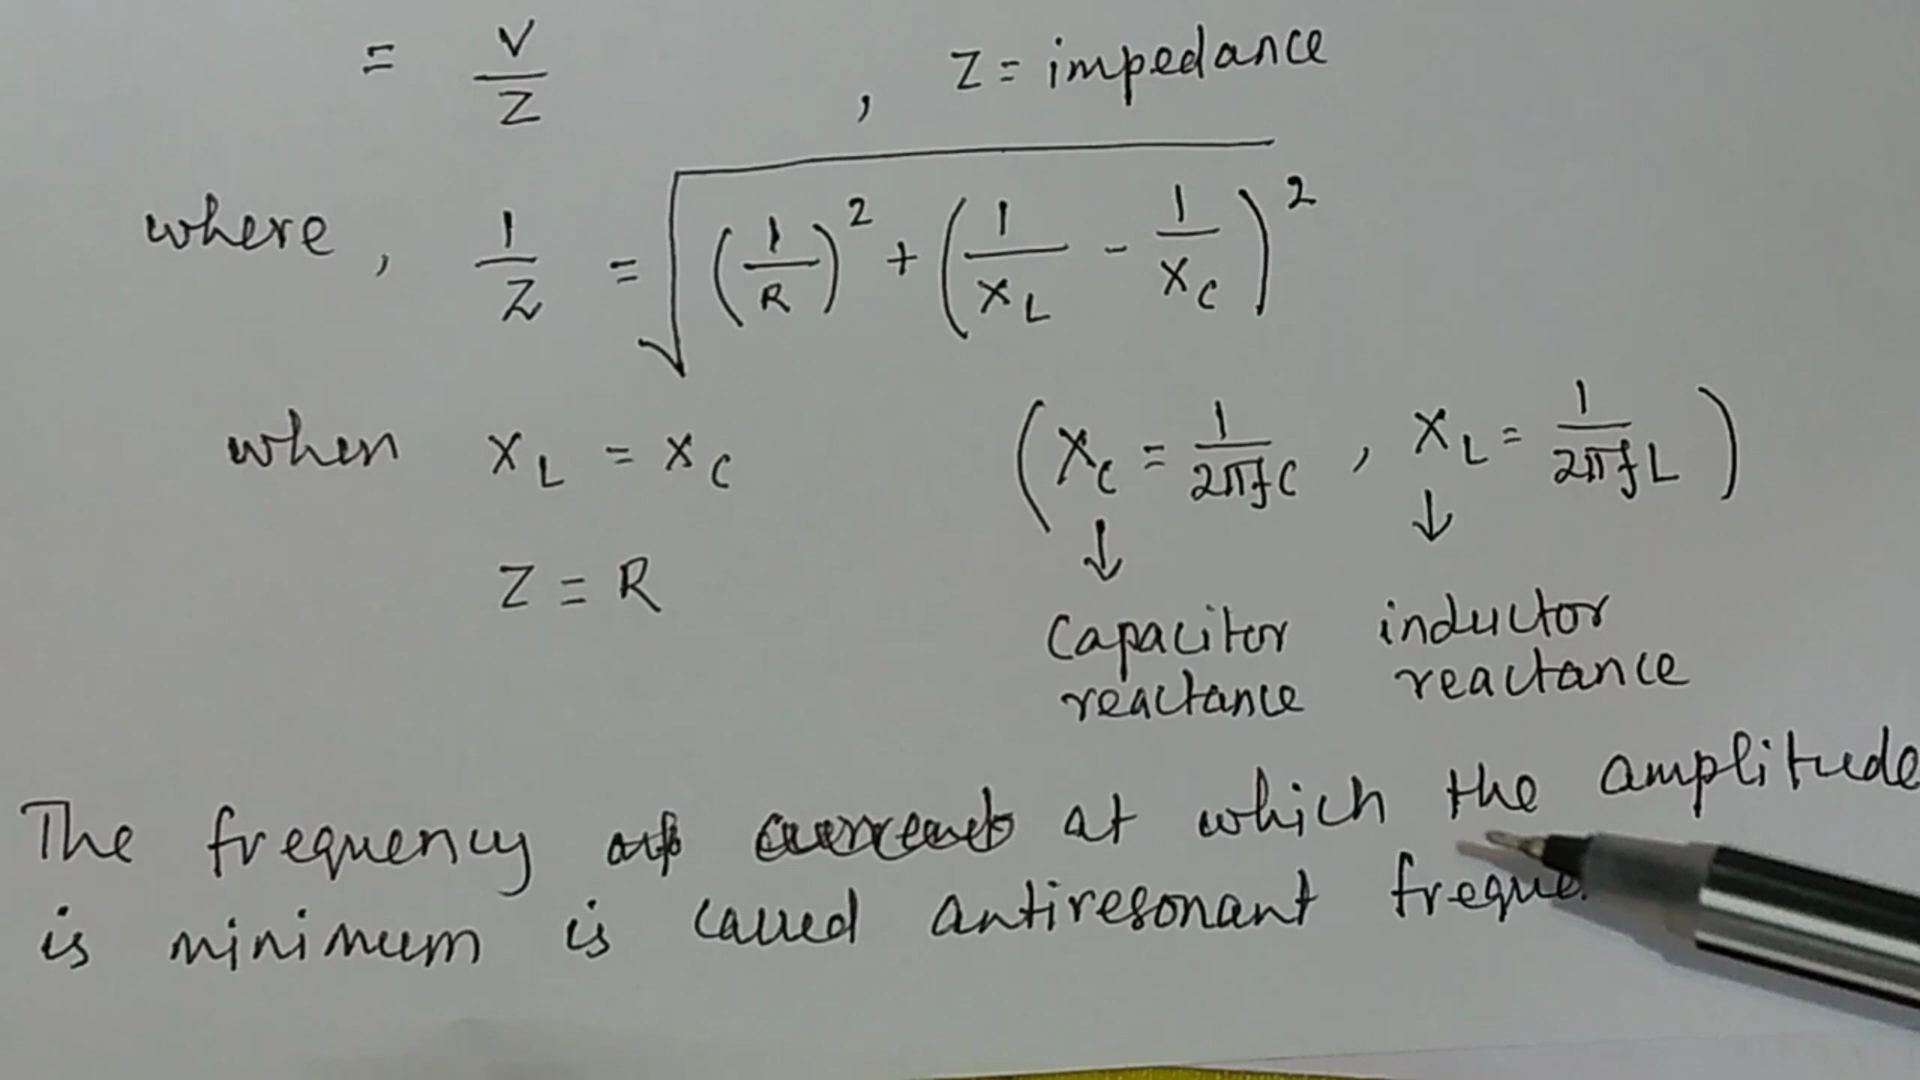 = V/Z , Z = impedance
where, 1/Z = √((1/R)² + (1/X_L - 1/X_C)²)
when X_L = X_C (X_C = 1/2πfC , X_L = 1/2πfL)
↓ ↓
Z = R
capacitor inductor
reactance reactance
The frequency at which the amplitude
is minimum is called antiresonant freque